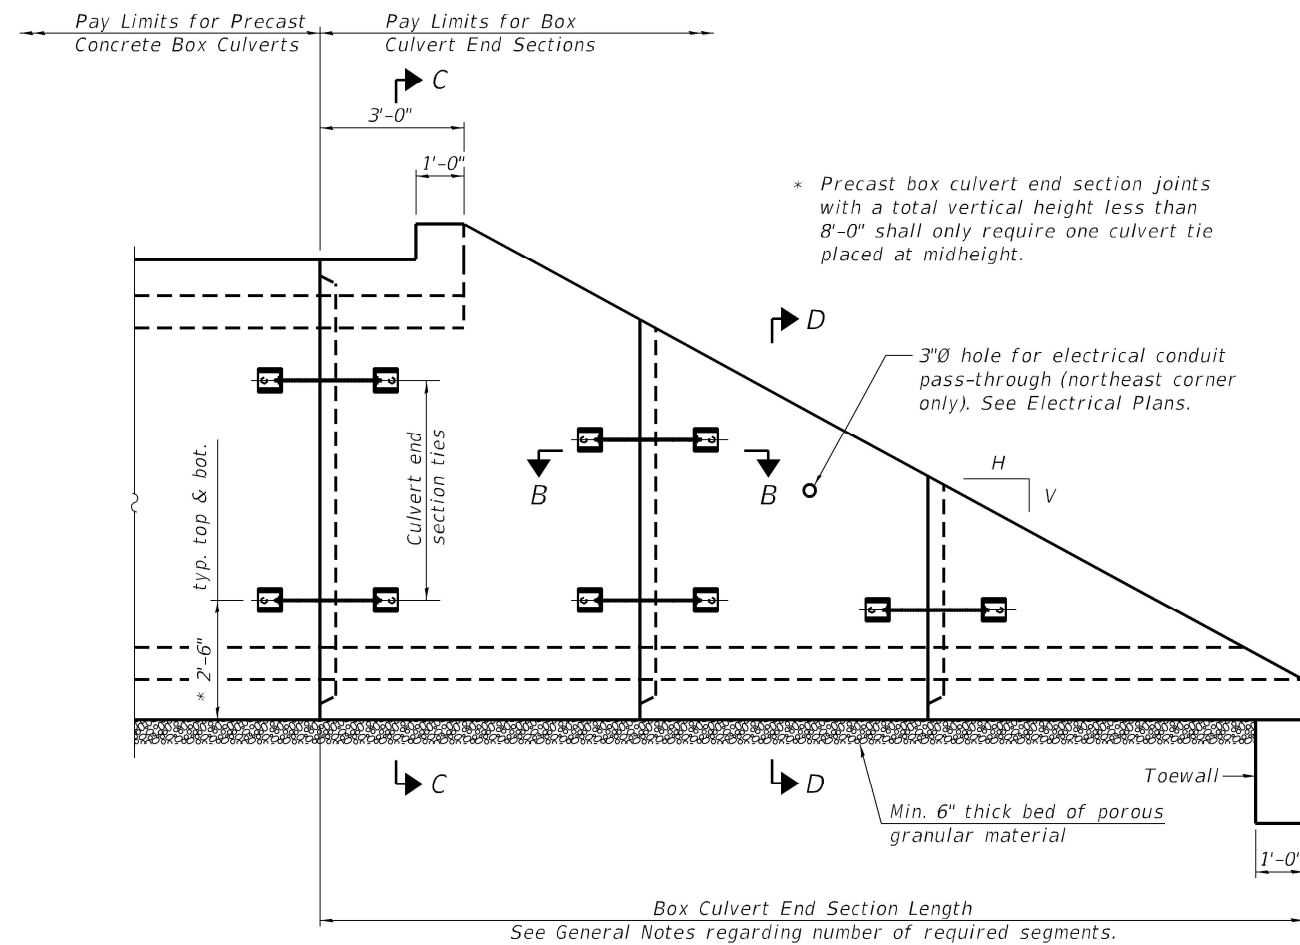 Pay Limits for Precast
Concrete Box Culverts
Pay Limits for Box
Culvert End Sections
C
3'-0"
1'-0"
* Precast box culvert end section joints
with a total vertical height less than
8'-0" shall only require one culvert tie
placed at midheight.
D
3"Ø hole for electrical conduit
pass-through (northeast corner
only). See Electrical Plans.
typ. top & bot.
* 2'-6"
Culvert end
section ties
B
B
H
V
C
D
Toewall
Min. 6" thick bed of porous
granular material
1'-0"
Box Culvert End Section Length
See General Notes regarding number of required segments.